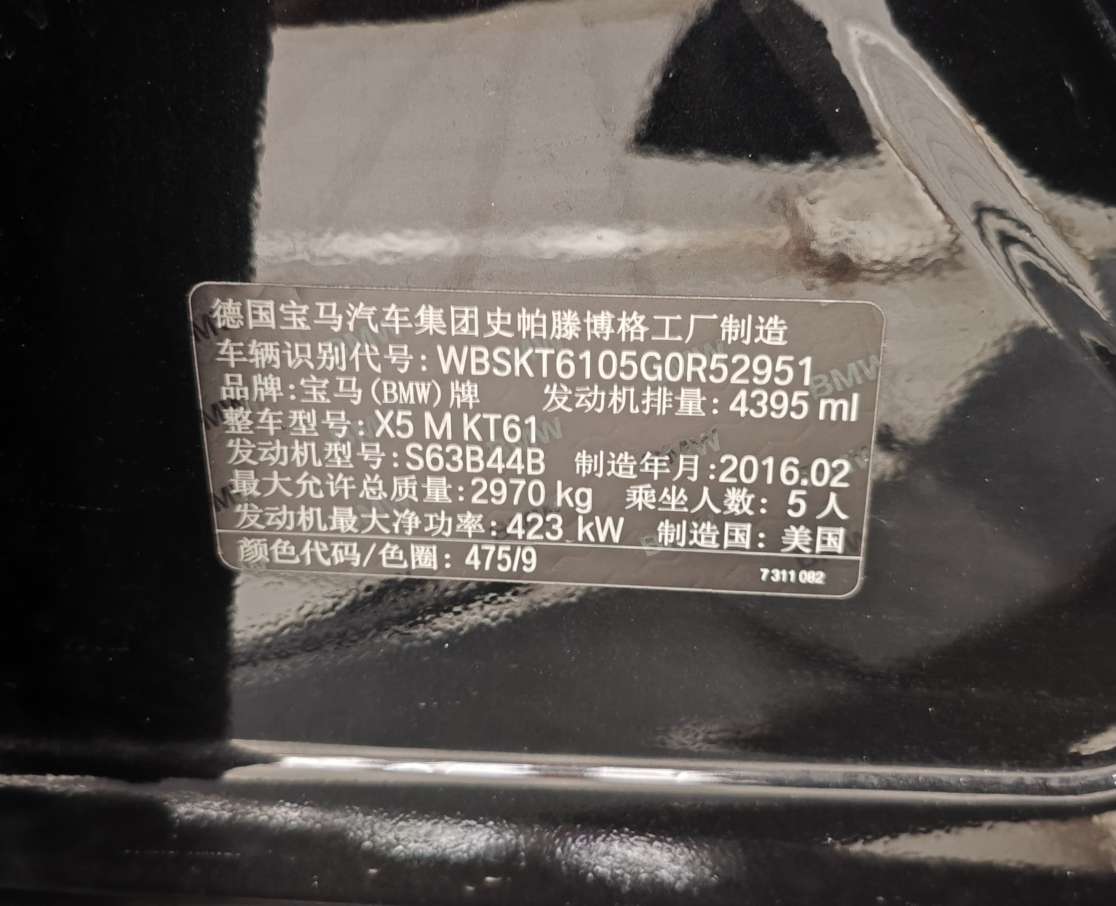 德国宝马汽车集团史帕滕博格工厂制造
车辆识别代号: WBSKT6105G0R52951
品牌: 宝马(BMW)牌 发动机排量: 4395 ml
整车型号: X5 M KT61
发动机型号: S63B44B 制造年月: 2016.02
最大允许总质量: 2970 kg 乘坐人数: 5 人
发动机最大净功率: 423 kW 制造国: 美国
颜色代码/色圈: 475/9
7311082